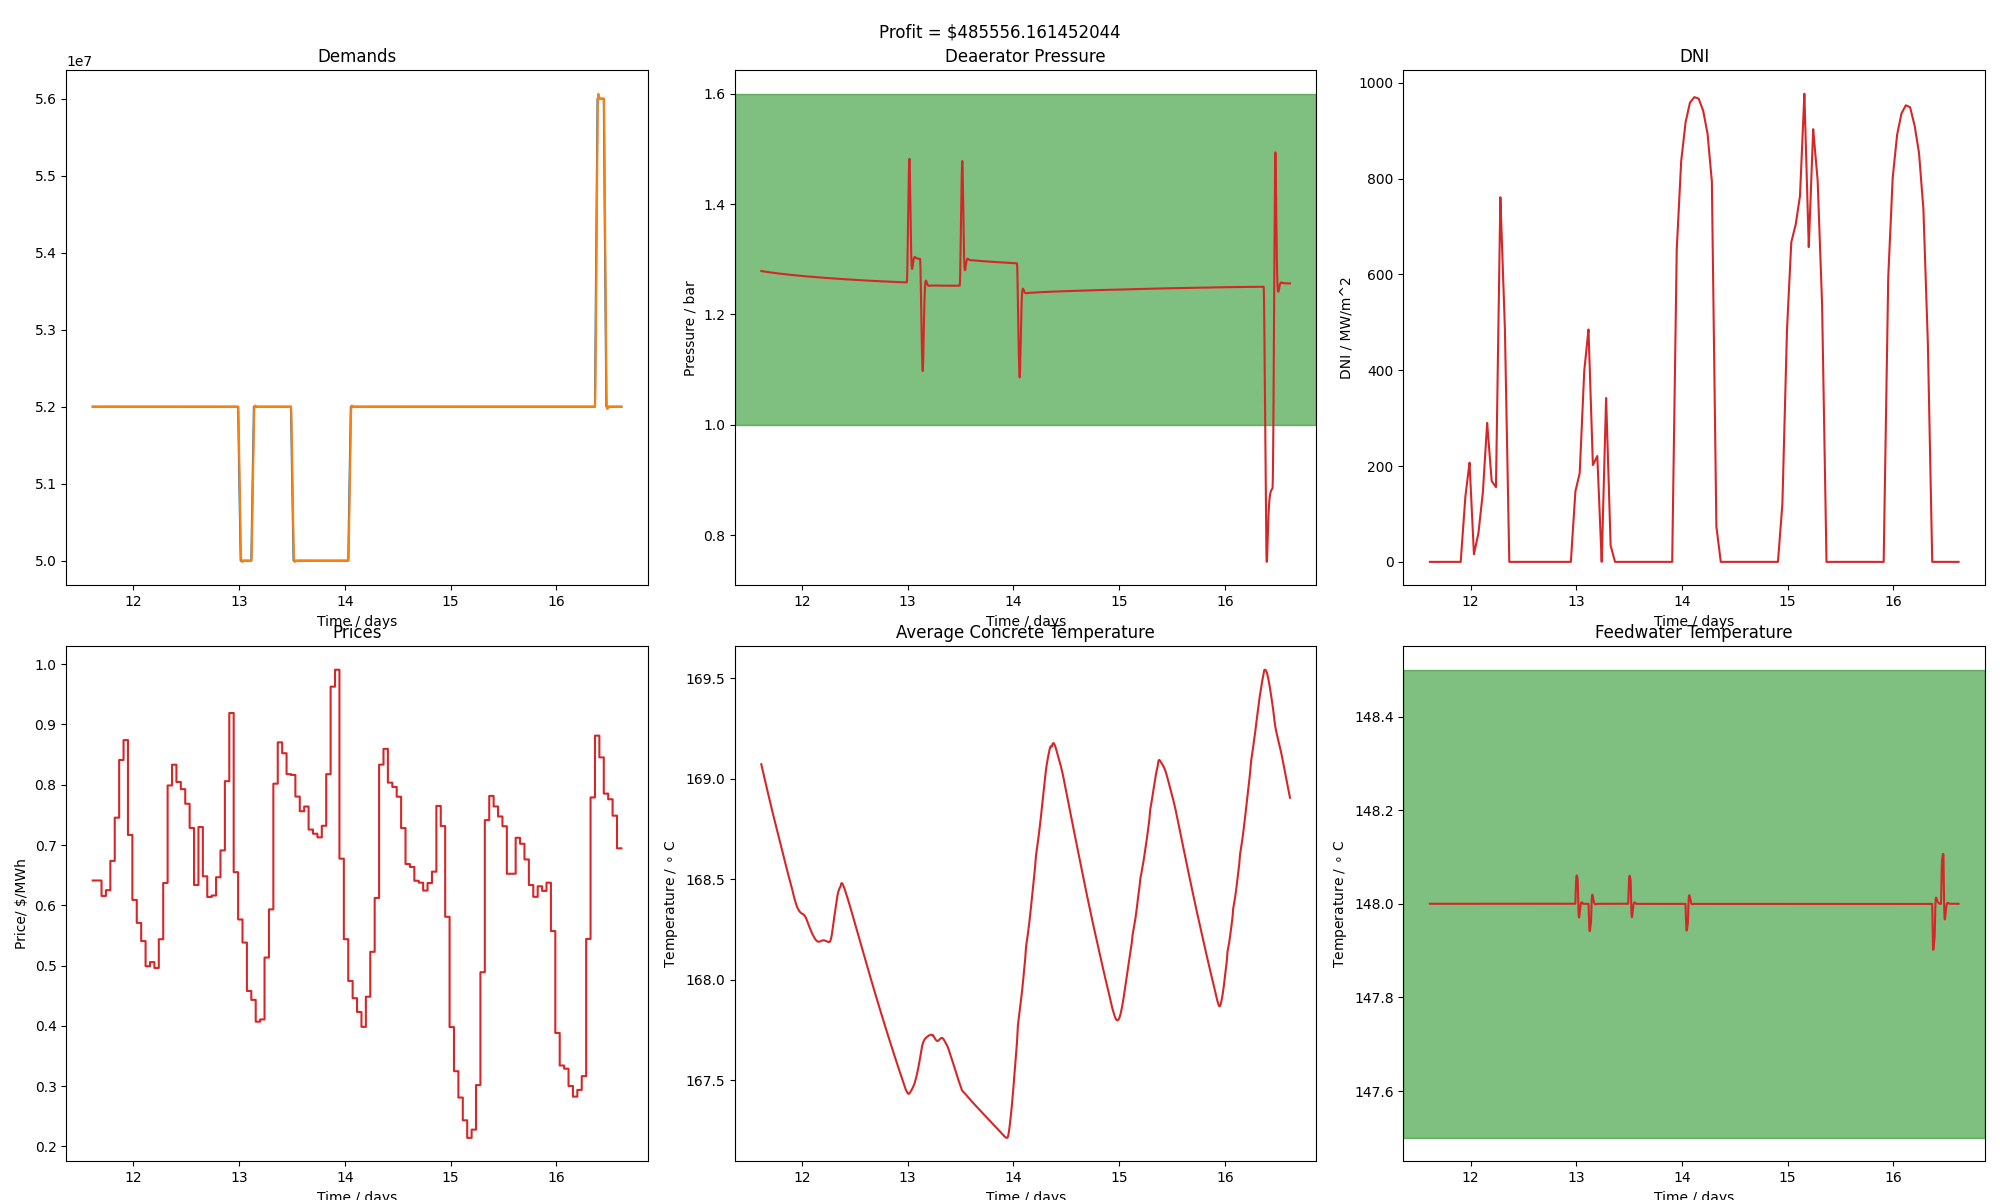 Profit = $485556.161452044
Demands
1e7
5.6
5.5
5.4
5.3
5.2
5.1
5.0
12 13 14 15 16
Time / days
Deaerator Pressure
Pressure / bar
1.6
1.4
1.2
1.0
0.8
12 13 14 15 16
Time / days
DNI
DNI / MW/m^2
1000
800
600
400
200
0
12 13 14 15 16
Time / days
Prices
Price/ $/MWh
1.0
0.9
0.8
0.7
0.6
0.5
0.4
0.3
0.2
12 13 14 15 16
Time / days
Average Concrete Temperature
Temperature / ∘ C
169.5
169.0
168.5
168.0
167.5
12 13 14 15 16
Time / days
Feedwater Temperature
Temperature / ∘ C
148.4
148.2
148.0
147.8
147.6
12 13 14 15 16
Time / days